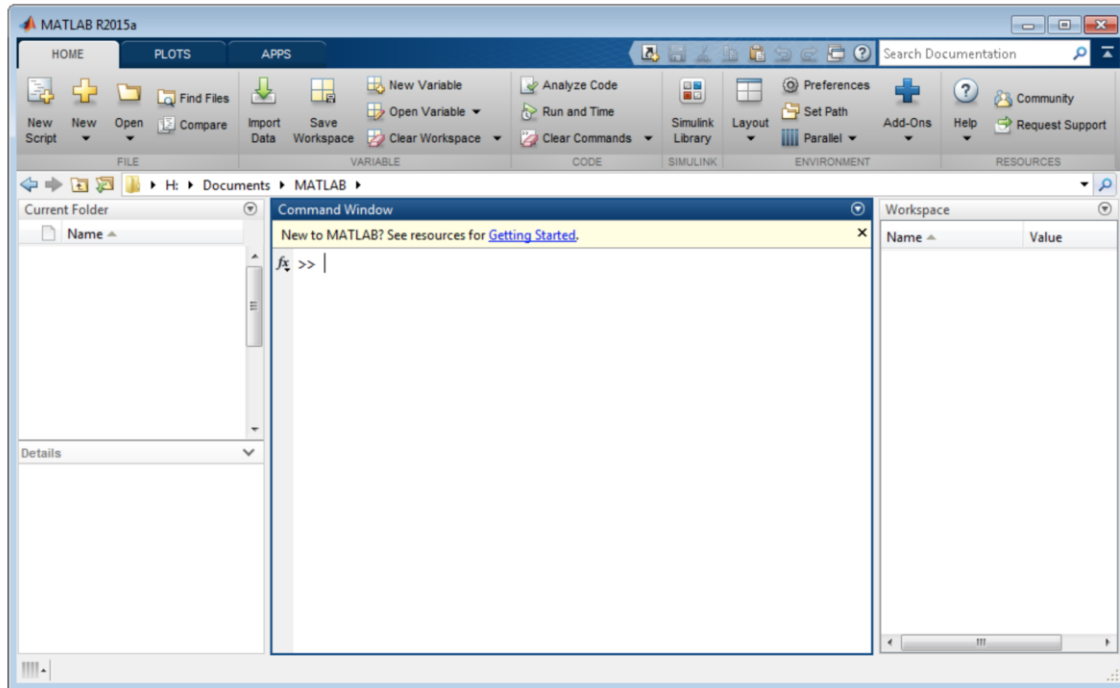 MATLAB R2015a
HOME PLOTS APPS Search Documentation
New Script
New
Open
Find Files
Compare
FILE
Import Data
Save Workspace
New Variable
Open Variable
Clear Workspace
VARIABLE
Analyze Code
Run and Time
Clear Commands
CODE
Simulink Library
SIMULINK
Layout
Preferences
Set Path
Parallel
ENVIRONMENT
Add-Ons
Help
Community
Request Support
RESOURCES
H: Documents MATLAB
Current Folder
Name
Details
Command Window
New to MATLAB? See resources for Getting Started.
fx >>
Workspace
Name Value